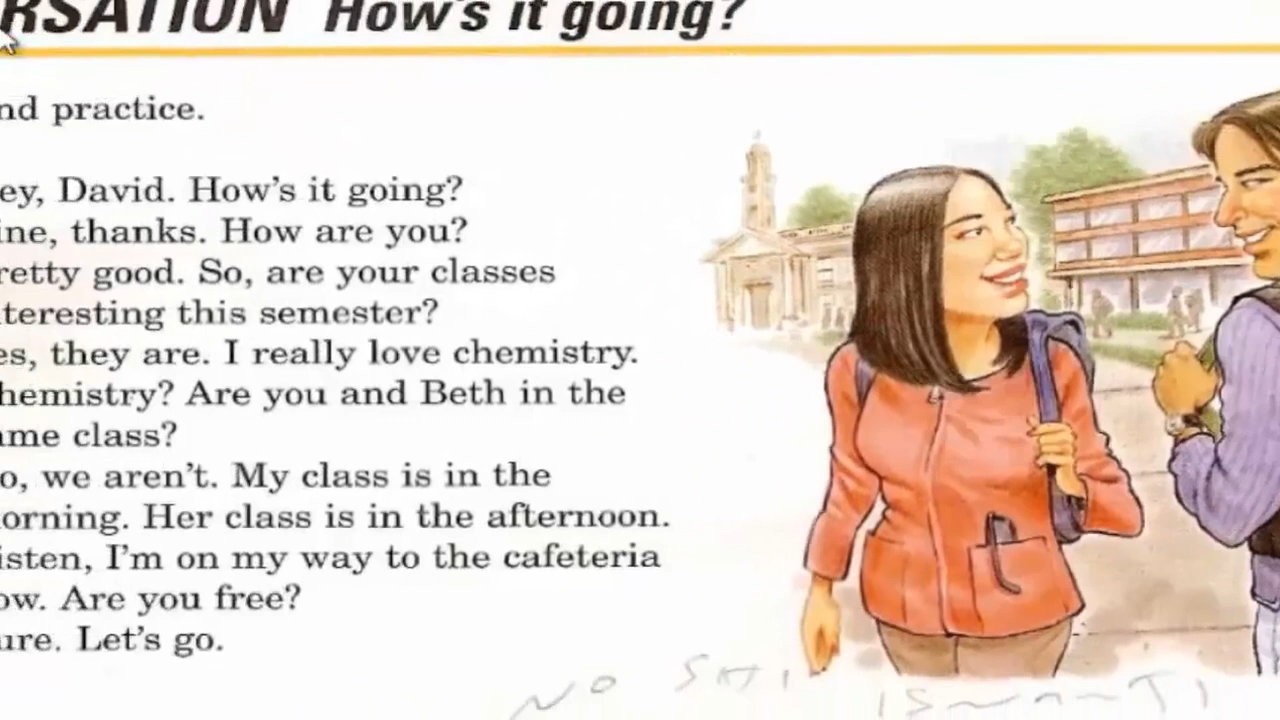 RSATION How's it going?
nd practice.
ey, David. How's it going?
ine, thanks. How are you?
retty good. So, are your classes
nteresting this semester?
es, they are. I really love chemistry.
hemistry? Are you and Beth in the
ame class?
o, we aren't. My class is in the
orning. Her class is in the afternoon.
isten, I'm on my way to the cafeteria
ow. Are you free?
ure. Let's go.
NO